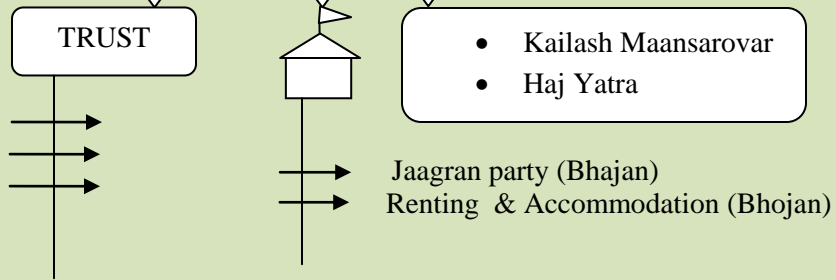 TRUST
• Kailash Maansarovar
• Haj Yatra
Jaagran party (Bhajan)
Renting & Accommodation (Bhojan)